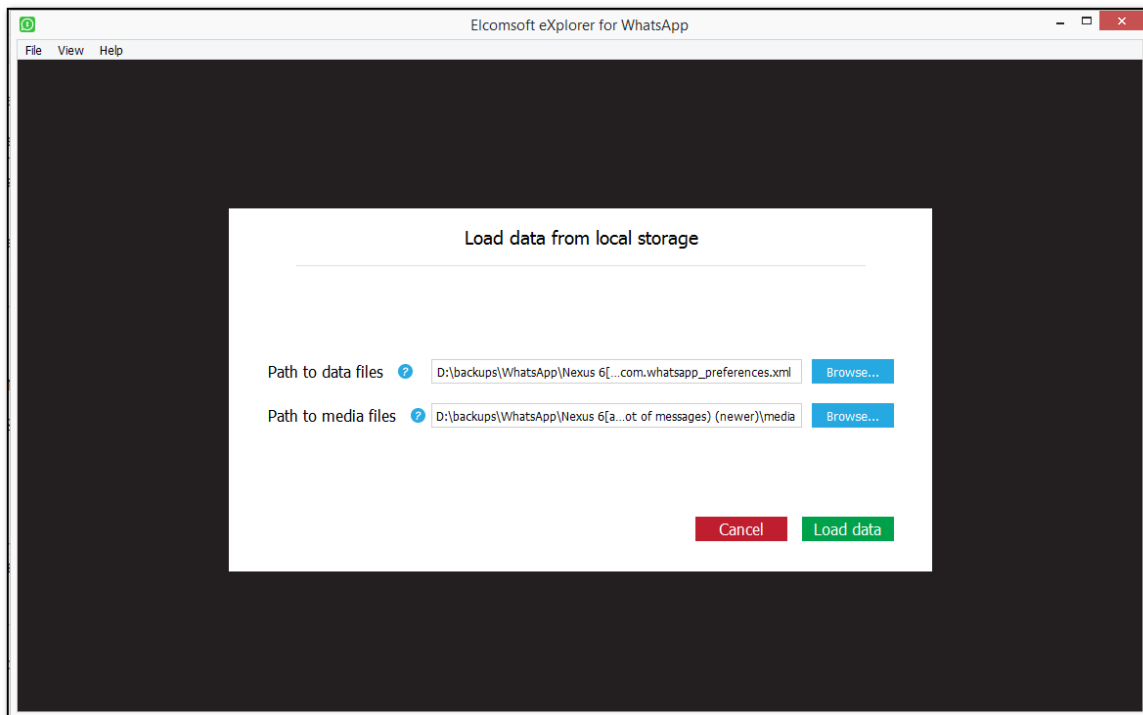 Elcomsoft eXplorer for WhatsApp
File View Help
Load data from local storage
Path to data files ? D:\backups\WhatsApp\Nexus 6[...com.whatsapp_preferences.xml Browse...
Path to media files ? D:\backups\WhatsApp\Nexus 6[a...ot of messages) (newer)\media Browse...
Cancel Load data